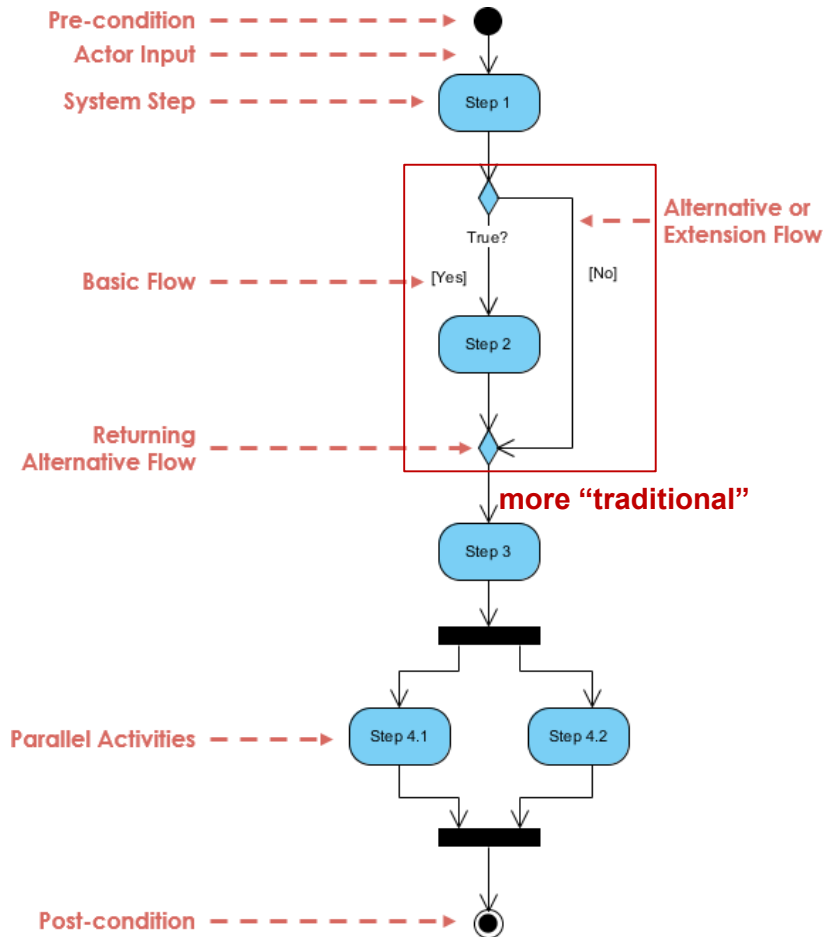 Pre-condition
Actor Input
System Step
Step 1
Alternative or
Extension Flow
True?
Basic Flow
[Yes]
[No]
Step 2
Returning
Alternative Flow
more “traditional”
Step 3
Parallel Activities
Step 4.1
Step 4.2
Post-condition